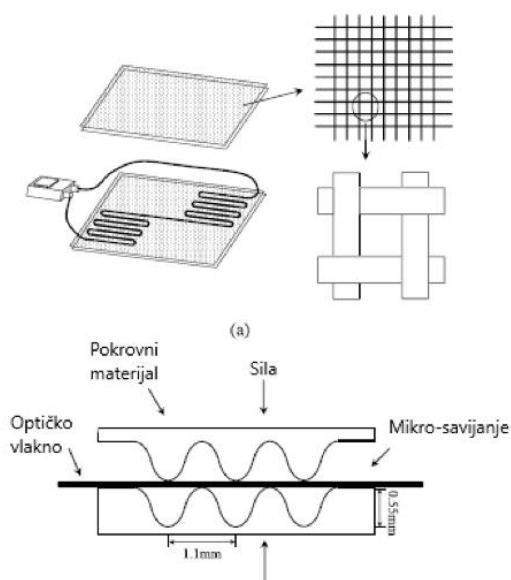 (a)
Pokrovni
materijal
Sila
Optičko
vlakno
Mikro-savijanje
0.55mm
1.1mm